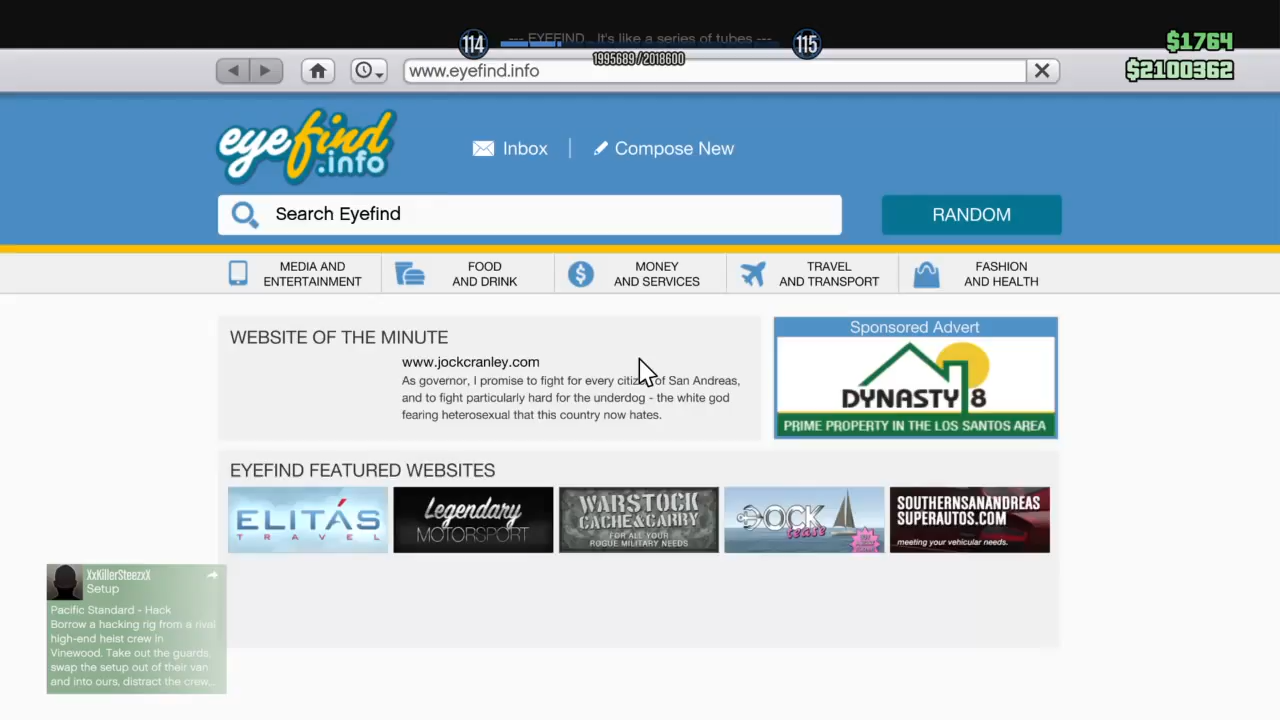 --- EYEFIND . It's like a series of tubes ---
114
115
1995689/2018600
$1764
$2100362
www.eyefind.info
eyefind.info
Inbox
Compose New
Search Eyefind
RANDOM
MEDIA AND
ENTERTAINMENT
FOOD
AND DRINK
MONEY
AND SERVICES
TRAVEL
AND TRANSPORT
FASHION
AND HEALTH
WEBSITE OF THE MINUTE
www.jockcranley.com
As governor, I promise to fight for every citizen of San Andreas,
and to fight particularly hard for the underdog - the white god
fearing heterosexual that this country now hates.
Sponsored Advert
DYNASTY 8
PRIME PROPERTY IN THE LOS SANTOS AREA
EYEFIND FEATURED WEBSITES
ELITÁS
TRAVEL
Legendary
MOTORSPORT
WARSTOCK
CACHE&CARRY
FOR ALL YOUR
ROGUE MILITARY NEEDS
DOCK
tease
SOUTHERNSANANDREAS
SUPERAUTOS.COM
meeting your vehicular needs.
XxKillerSteezxX
Setup
Pacific Standard - Hack
Borrow a hacking rig from a rival
high-end heist crew in
Vinewood. Take out the guards,
swap the setup out of their van
and into ours, distract the crew...